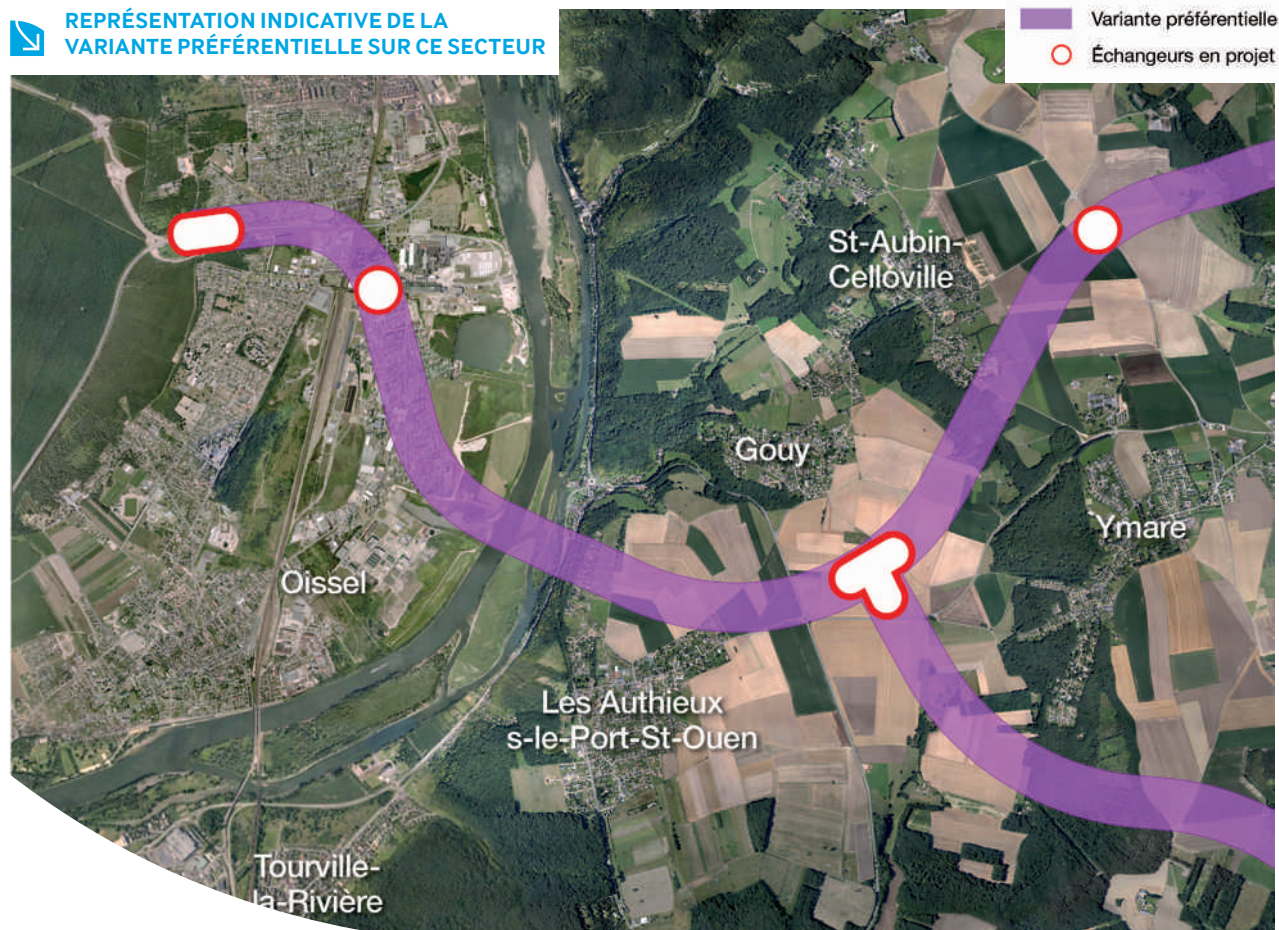 REPRÉSENTATION INDICATIVE DE LA
VARIANTE PRÉFÉRENTIELLE SUR CE SECTEUR
Variante préférentielle
Échangeurs en projet
St-Aubin-
Celloville
Gouy
Ymare
Oissel
Les Authieux
s-le-Port-St-Ouen
Tourville-
la-Rivière